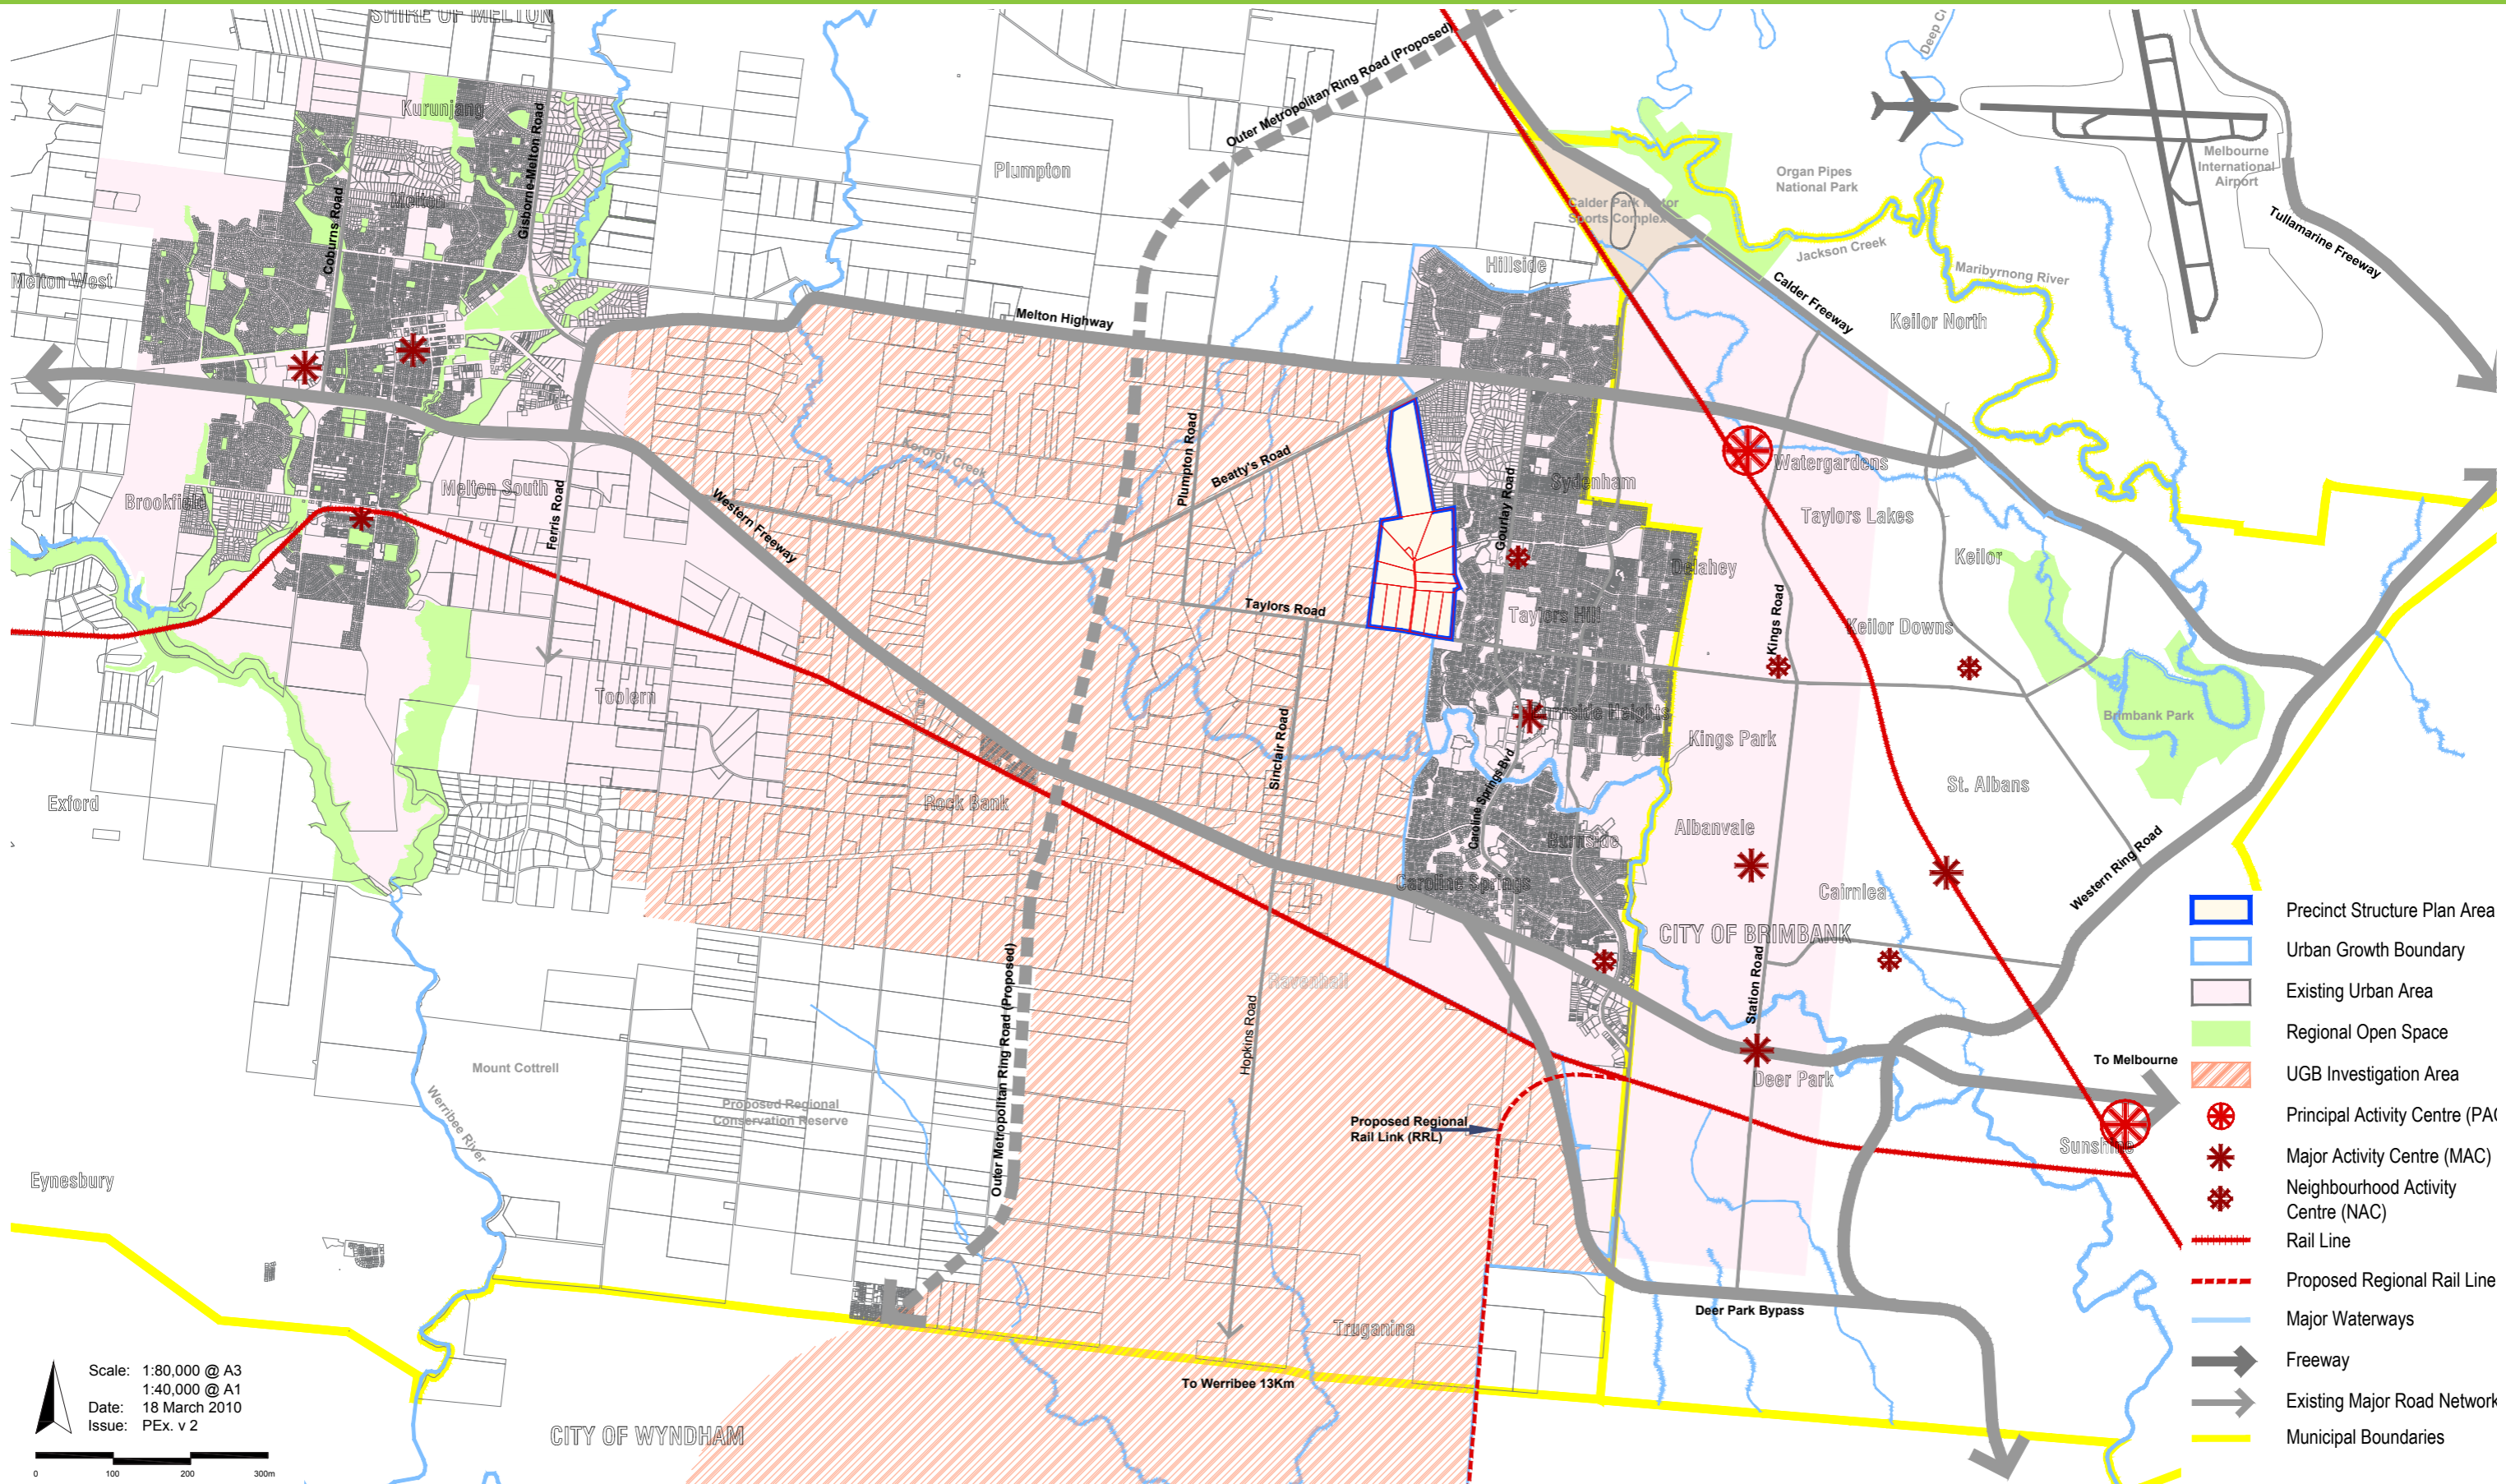 SHIRE OF MELTON
Deep Cr
Outer Metropolitan Ring Road (Proposed)
Kurunjang
Gisborne-Melton Road
Plumpton
Organ Pipes
National Park
Melbourne
International
Airport
Melton
Coburns Road
Calder Park Motor
Sports Complex
Tullamarine Freeway
Jackson Creek
Hillside
Maribyrnong River
Melton West
Calder Freeway
Melton Highway
Keilor North
Kororoit Creek
Plumpton Road
Beatty's Road
Watergardens
Sydenham
Gourlay Road
Brookfield
Melton South
Ferris Road
Western Freeway
Taylors Lakes
Keilor
Delahey
Taylors Road
Taylors Hill
Kings Road
Keilor Downs
Toolern
Burnside Heights
Brimbank Park
Sinclair Road
Kings Park
Caroline Springs Bvd
St. Albans
Exford
Rock Bank
Albanvale
Burnside
Western Ring Road
Caroline Springs
Cairnlea
CITY OF BRIMBANK
Outer Metropolitan Ring Road (Proposed)
Ravenhall
Station Road
Hopkins Road
Mount Cottrell
Werribee River
Proposed Regional
Conservation Reserve
Proposed Regional
Rail Link (RRL)
Deer Park
To Melbourne
Sunshine
Eynesbury
Truganina
Deer Park Bypass
To Werribee 13Km
CITY OF WYNDHAM
Precinct Structure Plan Area
Urban Growth Boundary
Existing Urban Area
Regional Open Space
UGB Investigation Area
Principal Activity Centre (PAC
Major Activity Centre (MAC)
Neighbourhood Activity
Centre (NAC)
Rail Line
Proposed Regional Rail Line
Major Waterways
Freeway
Existing Major Road Network
Municipal Boundaries
Scale: 1:80,000 @ A3
1:40,000 @ A1
Date: 18 March 2010
Issue: PEx. v 2
0 100 200 300m